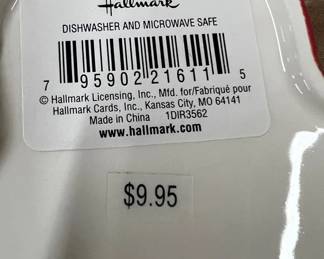 Hallmark
DISHWASHER AND MICROWAVE SAFE
7 95902 21611 5
© Hallmark Licensing, Inc., Mfd. for/Fabriqué pour
Hallmark Cards, Inc., Kansas City, MO 64141
Made in China 1DIR3562
www.hallmark.com
$9.95